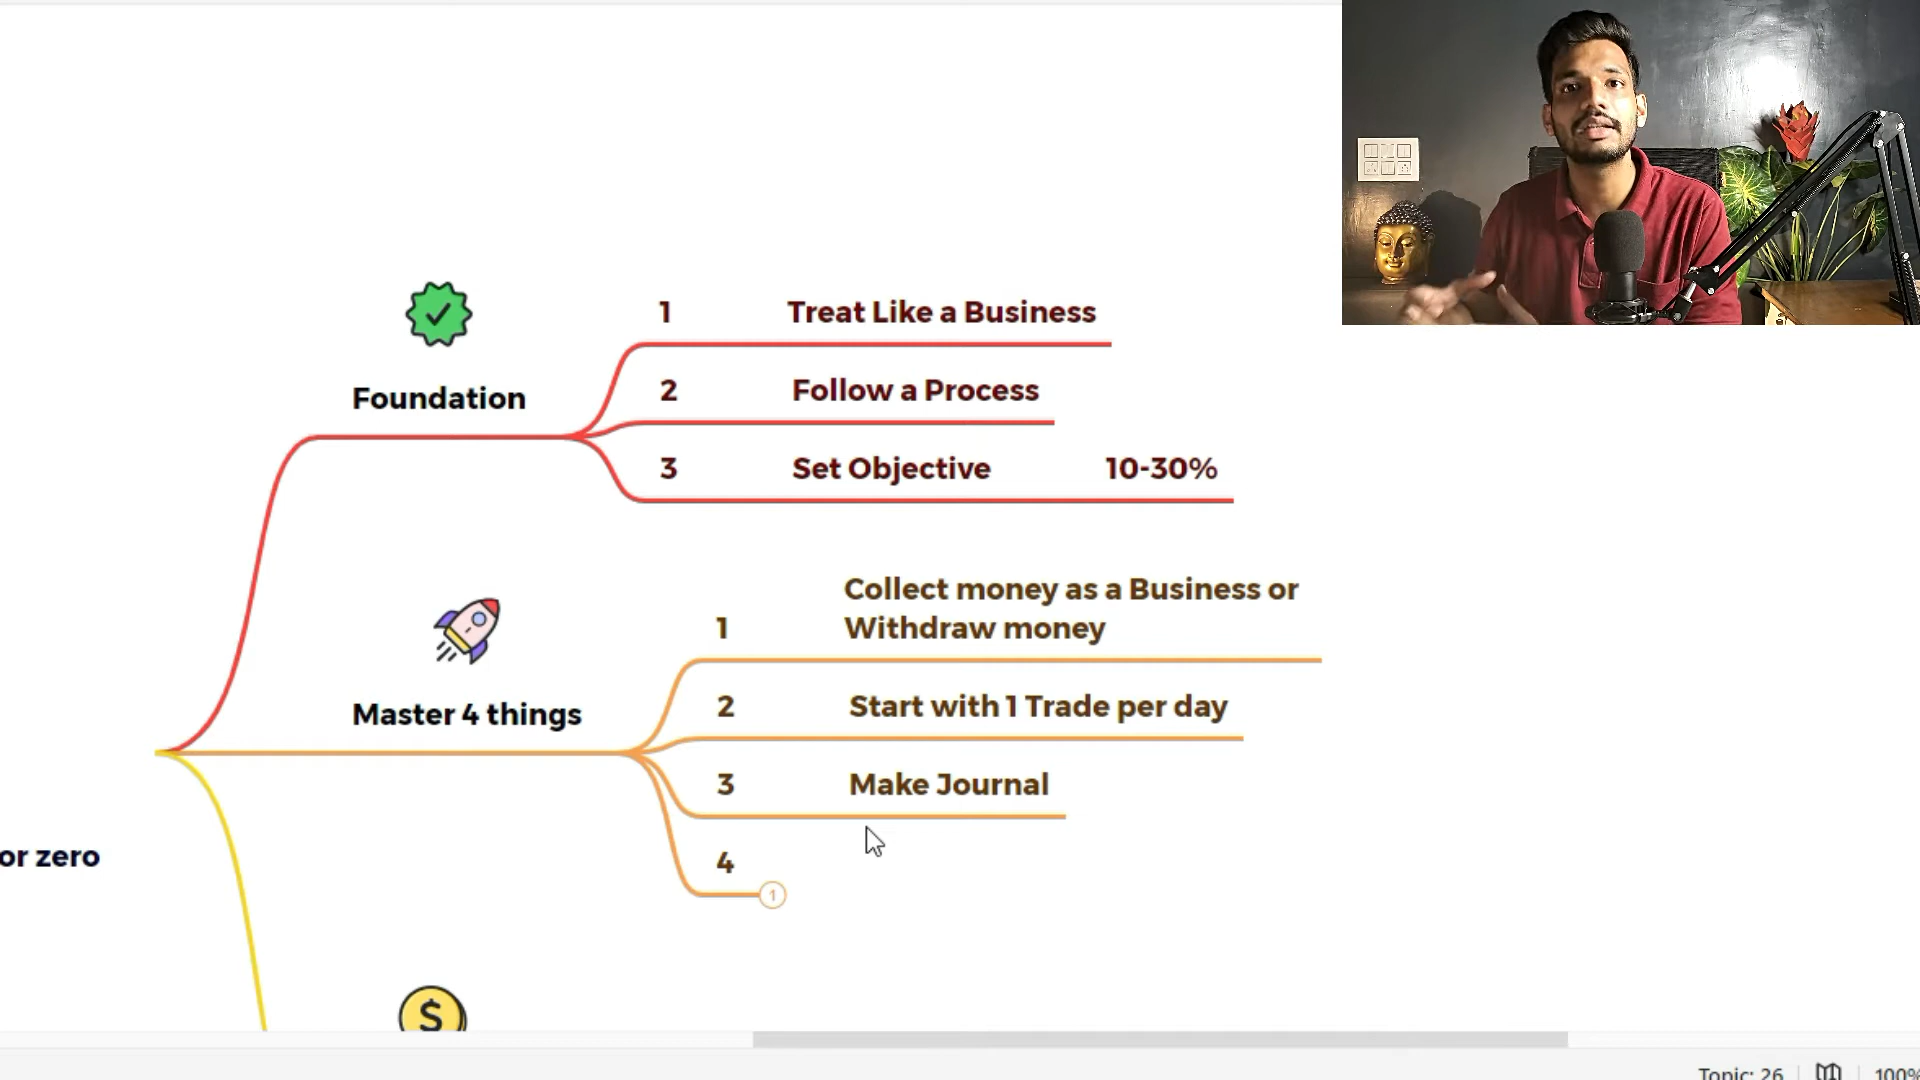 1 Treat Like a Business
Foundation
2 Follow a Process
3 Set Objective 10-30%
Collect money as a Business or
1 Withdraw money
Master 4 things
2 Start with 1 Trade per day
3 Make Journal
4
1
or zero
$
Topic: 26 100%